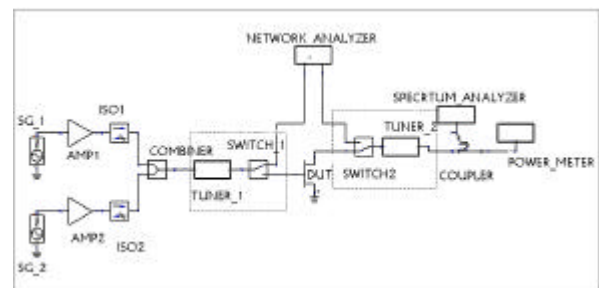 NETWORK_ANALYZER
SPECRTUM_ANALYZER
SG_1
ISO1
AMP1
COMBINER
SWITCH_1
TUNER_2
POWER_METER
TUNER_1
DUT
SWITCH2
COUPLER
AMP2
ISO2
SG_2